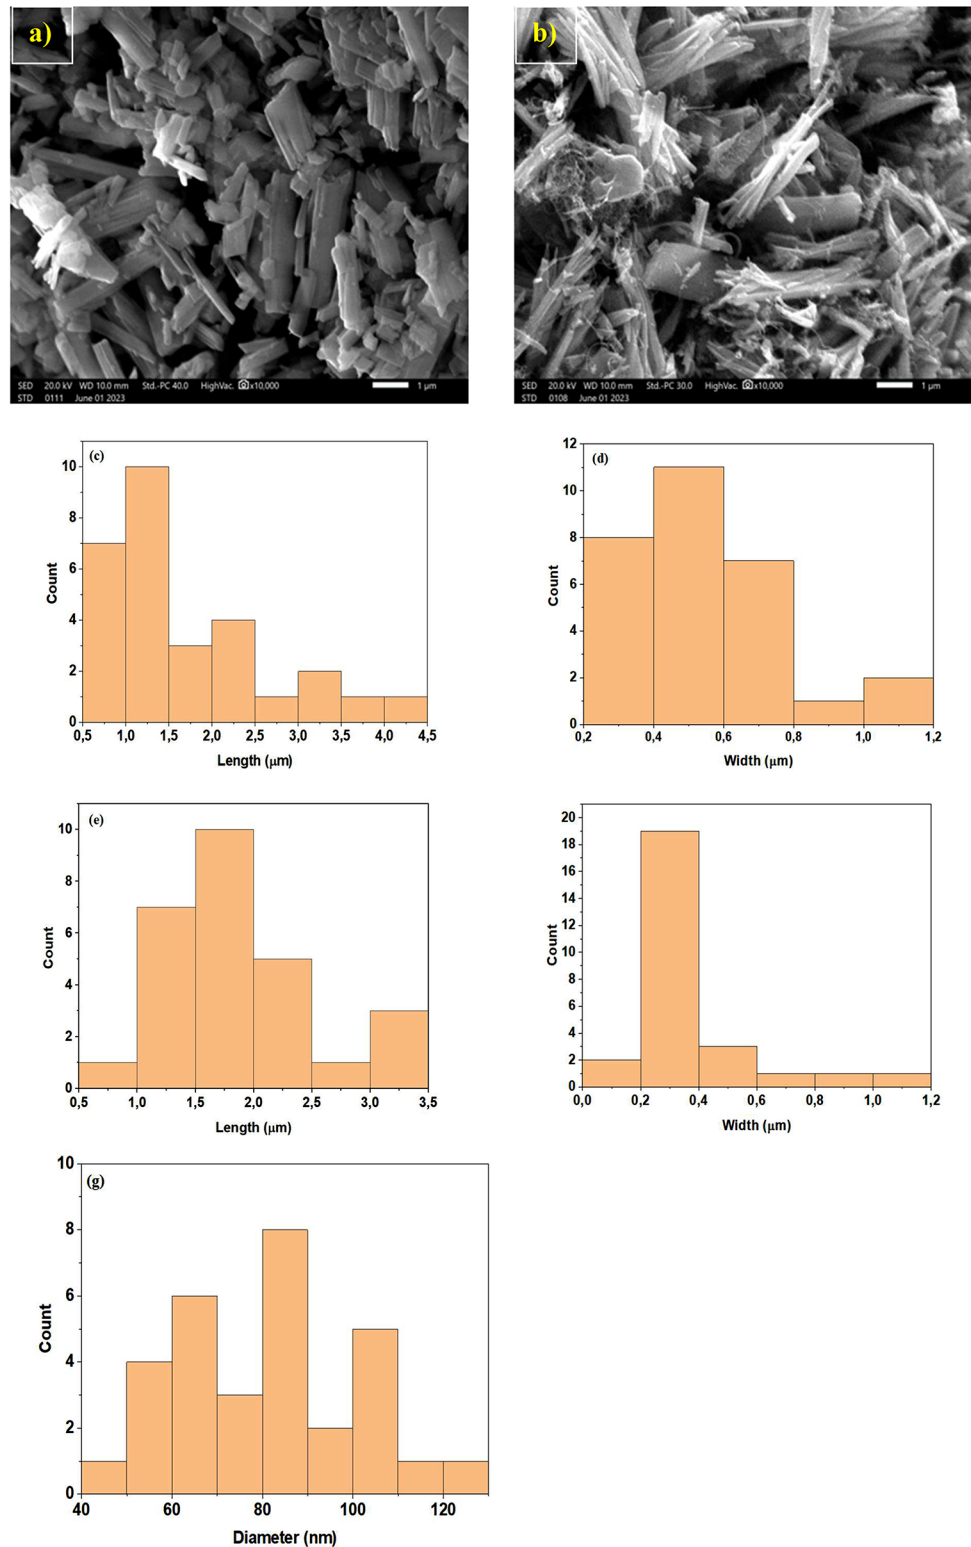 a)
SED 20.0 kV WD 10.0 mm Std.-PC 40.0 HighVac. x10,000 1 µm
STD 0111 June 01 2023
b)
SED 20.0 kV WD 10.0 mm Std.-PC 30.0 HighVac. x10,000 1 µm
STD 0108 June 01 2023
(c)
10
8
6
4
2
0
Count
0,5 1,0 1,5 2,0 2,5 3,0 3,5 4,0 4,5
Length (µm)
(d)
12
10
8
6
4
2
0
Count
0,2 0,4 0,6 0,8 1,0 1,2
Width (µm)
(e)
10
8
6
4
2
0
Count
0,5 1,0 1,5 2,0 2,5 3,0 3,5
Length (µm)
20
18
16
14
12
10
8
6
4
2
0
Count
0,0 0,2 0,4 0,6 0,8 1,0 1,2
Width (µm)
(g)
10
8
6
4
2
0
Count
40 60 80 100 120
Diameter (nm)